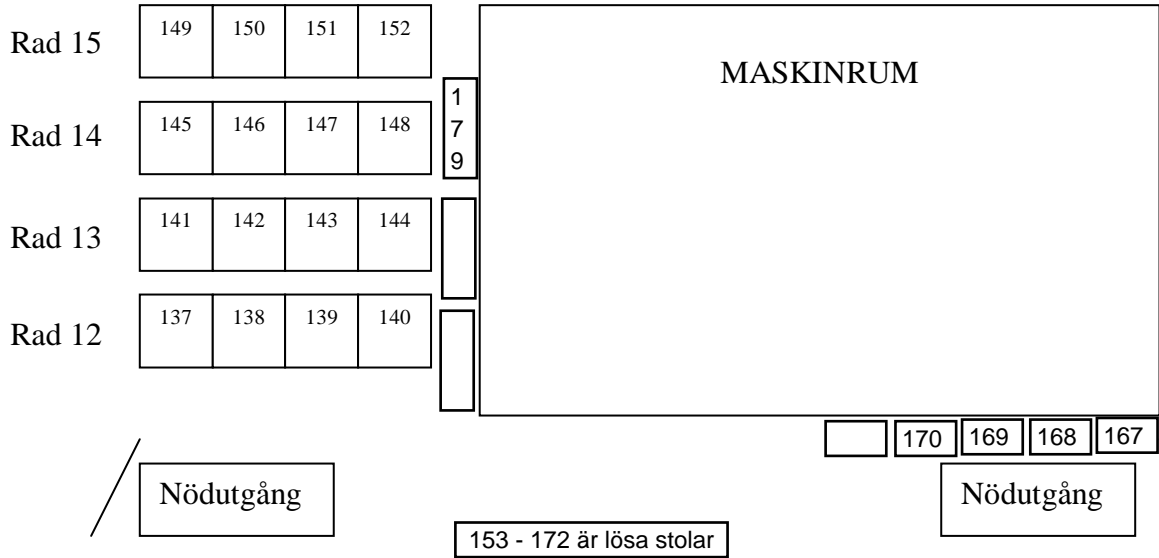 Rad 15 149 150 151 152
MASKINRUM
Rad 14 145 146 147 148
1
7
9
Rad 13 141 142 143 144
Rad 12 137 138 139 140
170 169 168 167
Nödutgång Nödutgång
153 - 172 är lösa stolar